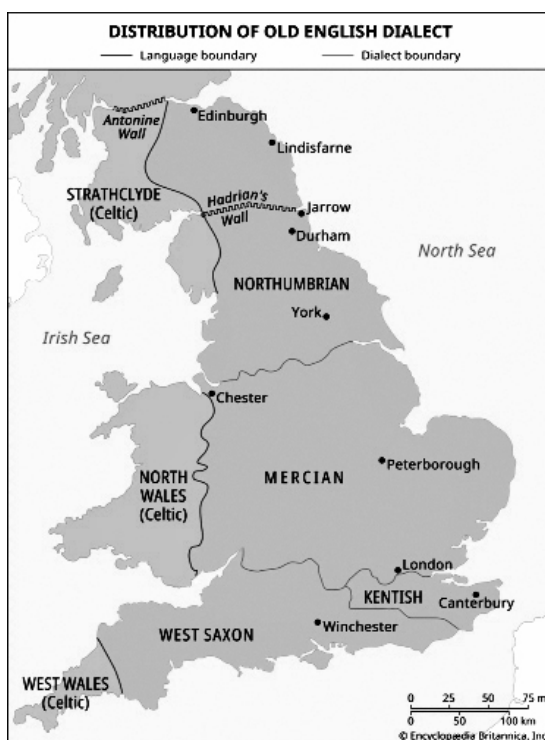 DISTRIBUTION OF OLD ENGLISH DIALECT
Language boundary
Dialect boundary
Antonine
Wall
Edinburgh
Lindisfarne
STRATHCLYDE
(Celtic)
Hadrian's
Wall
Jarrow
Durham
North Sea
NORTHUMBRIAN
York
Irish Sea
Chester
NORTH
WALES
(Celtic)
MERCIAN
Peterborough
London
KENTISH
Canterbury
WEST SAXON
Winchester
WEST WALES
(Celtic)
0 25 50 75 m
0 50 100 km
© Encyclopædia Britannica, Inc